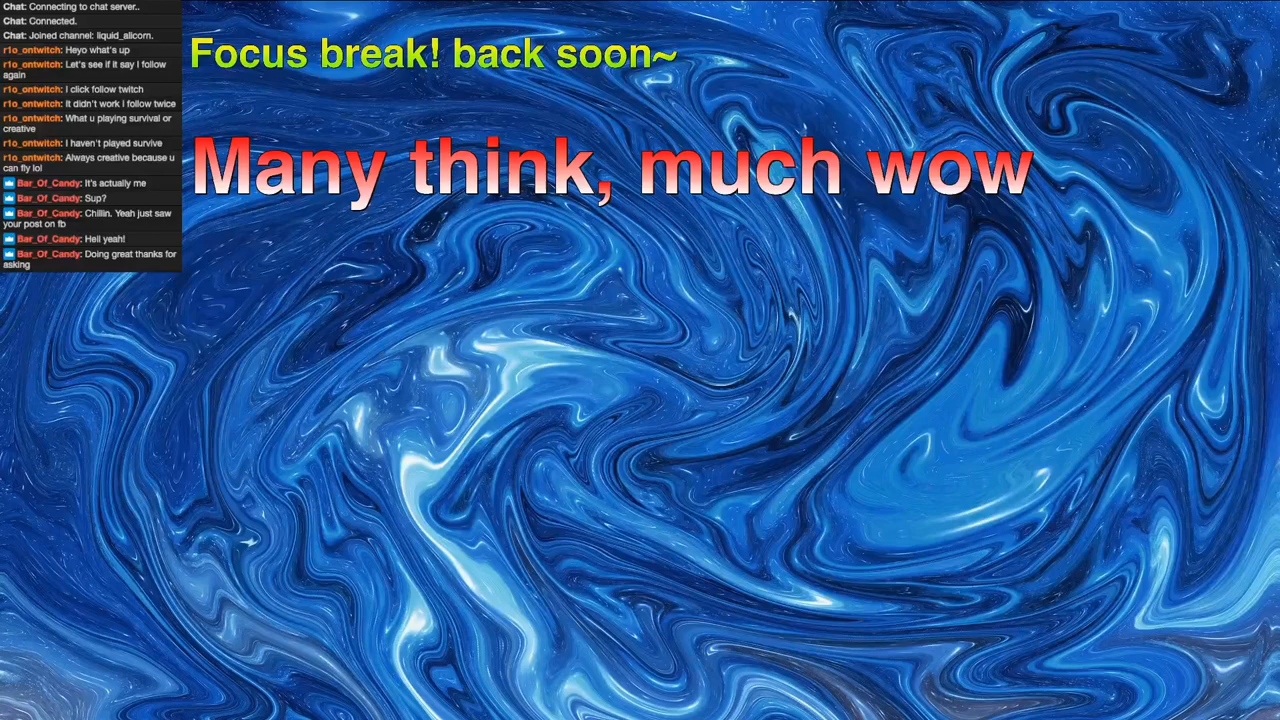 Chat: Connecting to chat server..
Chat: Connected.
Chat: Joined channel: liquid_alicorn.
r1o_ontwitch: Heyo what's up
r1o_ontwitch: Let's see if it say I follow
again
r1o_ontwitch: I click follow twitch
r1o_ontwitch: It didn't work I follow twice
r1o_ontwitch: What u playing survival or
creative
r1o_ontwitch: I haven't played survive
r1o_ontwitch: Always creative because u
can fly lol
Bar_Of_Candy: It's actually me
Bar_Of_Candy: Sup?
Bar_Of_Candy: Chillin. Yeah just saw
your post on fb
Bar_Of_Candy: Hell yeah!
Bar_Of_Candy: Doing great thanks for
asking
Focus break! back soon~
Many think, much wow